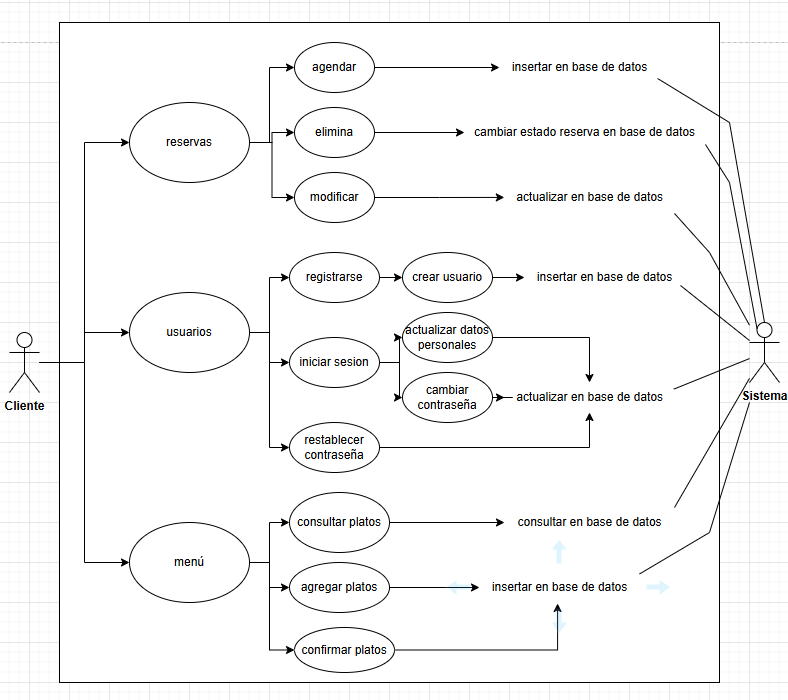 agendar
insertar en base de datos
elimina
cambiar estado reserva en base de datos
reservas
modificar
actualizar en base de datos
registrarse
crear usuario
insertar en base de datos
usuarios
actualizar datos
personales
iniciar sesion
cambiar
contraseña
actualizar en base de datos
Cliente
Sistema
restablecer
contraseña
consultar platos
consultar en base de datos
menú
agregar platos
insertar en base de datos
confirmar platos